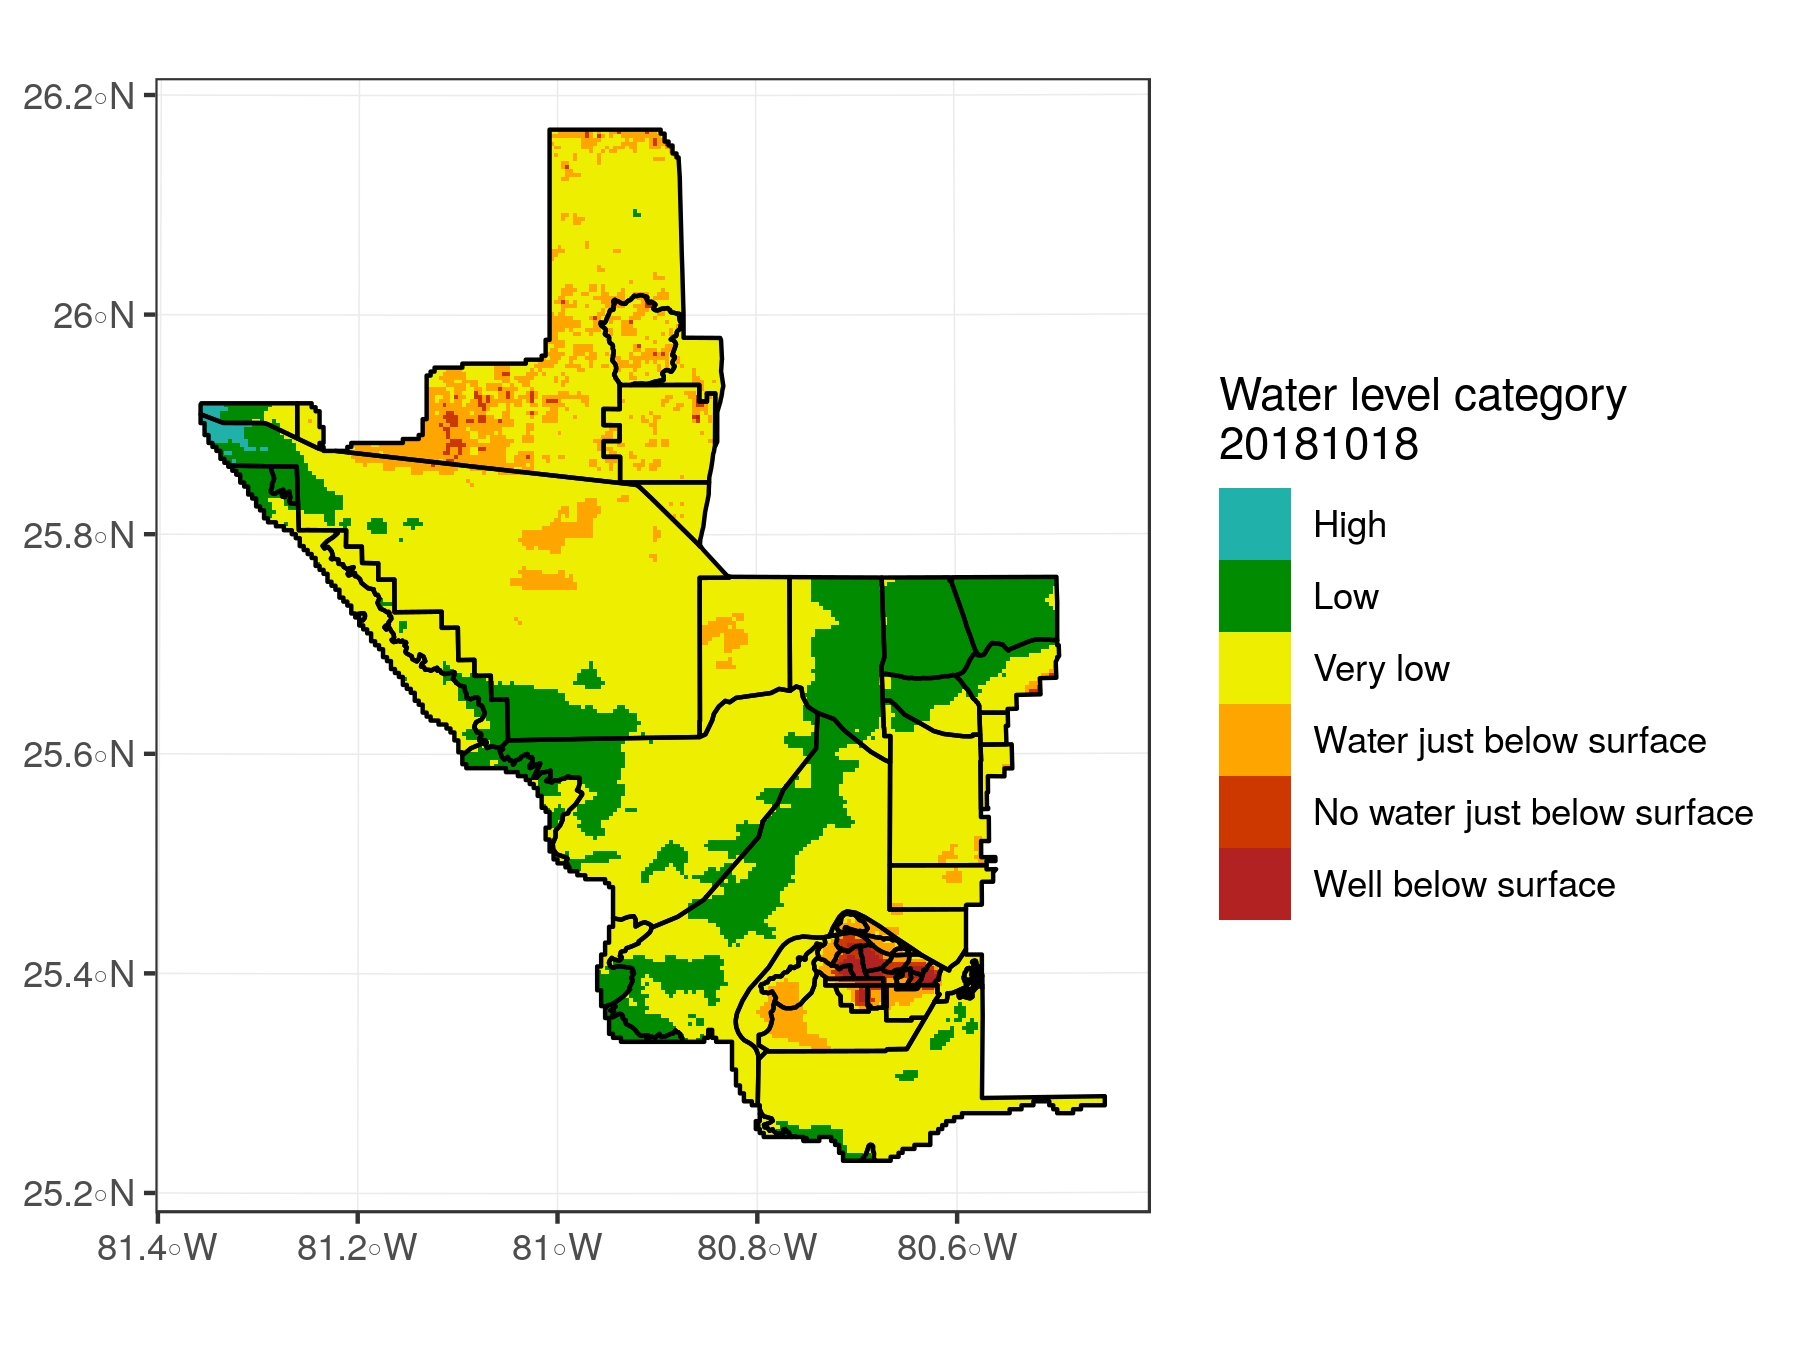 26.2°N
26°N
25.8°N
25.6°N
25.4°N
25.2°N
81.4°W 81.2°W 81°W 80.8°W 80.6°W
Water level category
20181018
High
Low
Very low
Water just below surface
No water just below surface
Well below surface